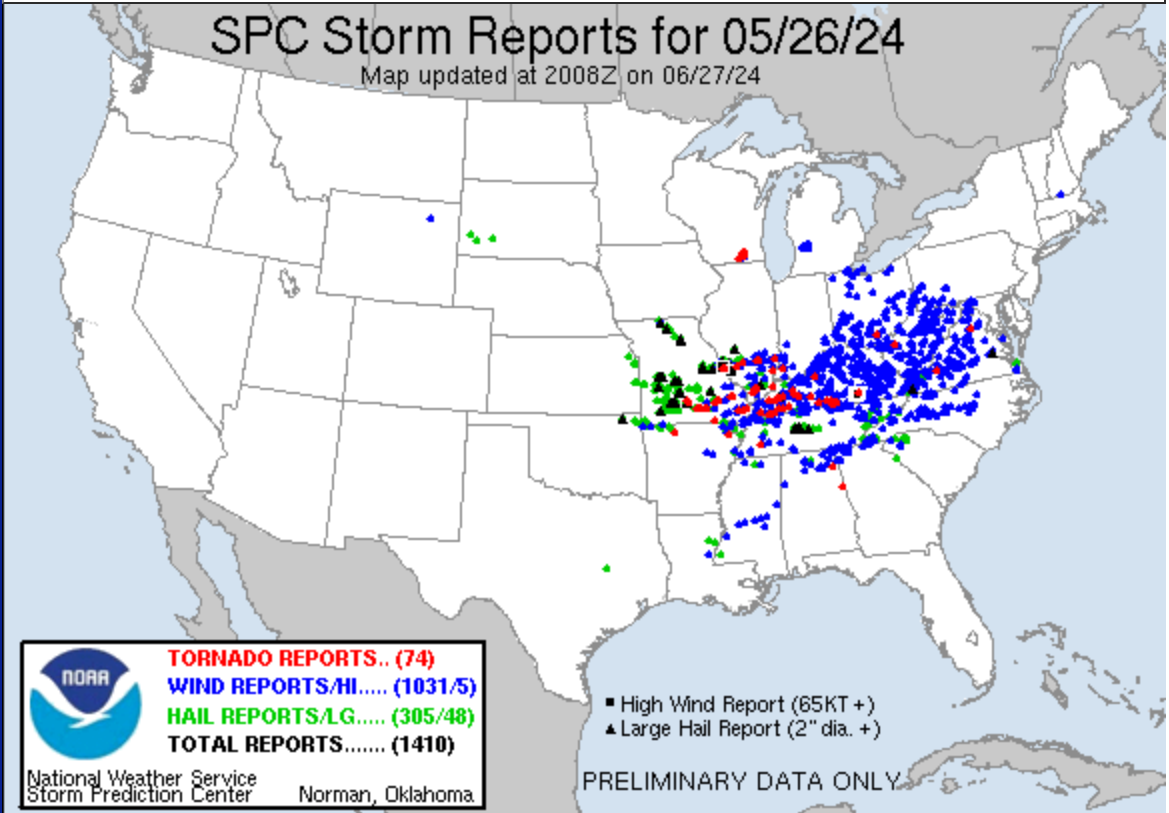 SPC Storm Reports for 05/26/24
Map updated at 2008Z on 06/27/24
NOAA
TORNADO REPORTS.. (74)
WIND REPORTS/HI..... (1031/5)
HAIL REPORTS/LG..... (305/48)
TOTAL REPORTS....... (1410)
National Weather Service
Storm Prediction Center Norman, Oklahoma
High Wind Report (65KT +)
Large Hail Report (2" dia. +)
PRELIMINARY DATA ONLY.